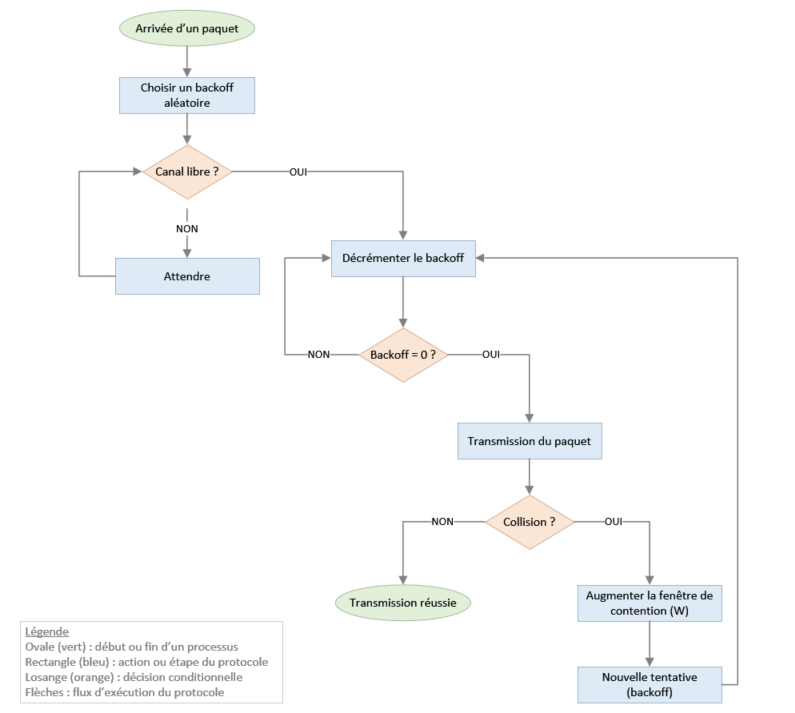 Arrivée d’un paquet
Choisir un backoff
aléatoire
Canal libre ?
OUI
NON
Attendre
Décrémenter le backoff
Backoff = 0 ?
NON
OUI
Transmission du paquet
Collision ?
NON
OUI
Transmission réussie
Augmenter la fenêtre de
contention (W)
Nouvelle tentative
(backoff)
Légende
Ovale (vert) : début ou fin d’un processus
Rectangle (bleu) : action ou étape du protocole
Losange (orange) : décision conditionnelle
Flèches : flux d’exécution du protocole